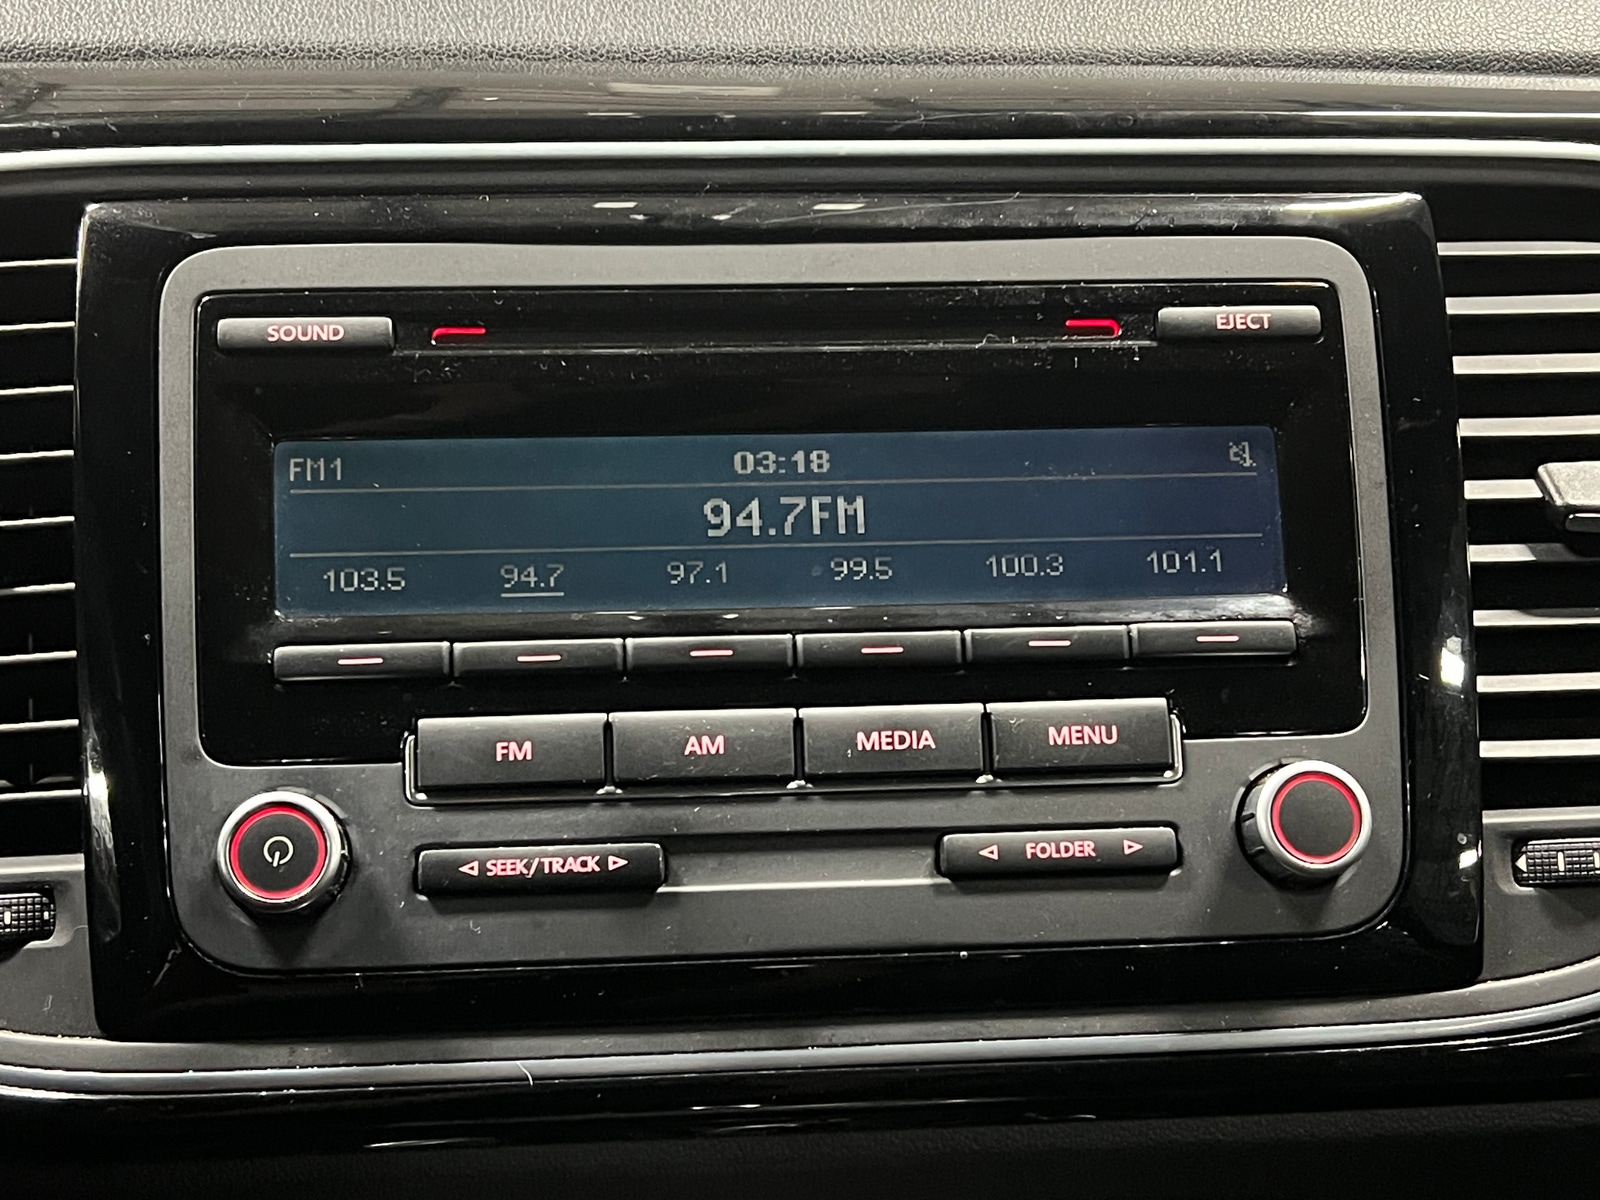 SOUND
EJECT
FM1 03:18
94.7FM
103.5 94.7 97.1 99.5 100.3 101.1
FM AM MEDIA MENU
SEEK/TRACK
FOLDER